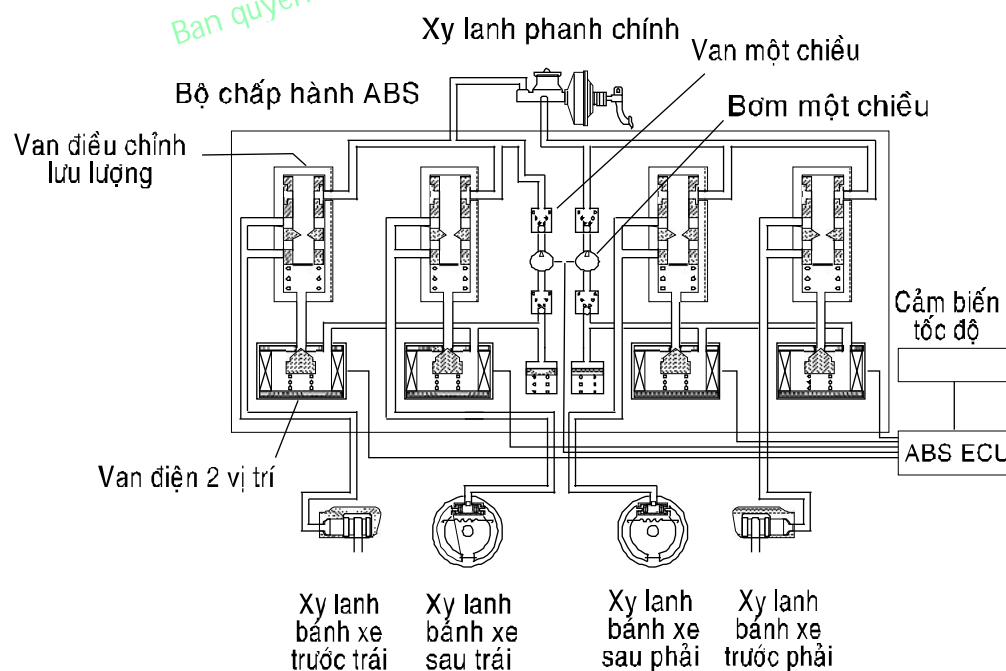 Ban quyền
Xy lanh phanh chính
Van một chiều
Bộ chấp hành ABS
Bơm một chiều
Van điều chỉnh
lưu lượng
Cảm biến
tốc độ
ABS ECU
Van điện 2 vị trí
Xy lanh
bánh xe
trước trái
Xy lanh
bánh xe
sau trái
Xy lanh
bánh xe
sau phải
Xy lanh
bánh xe
trước phải